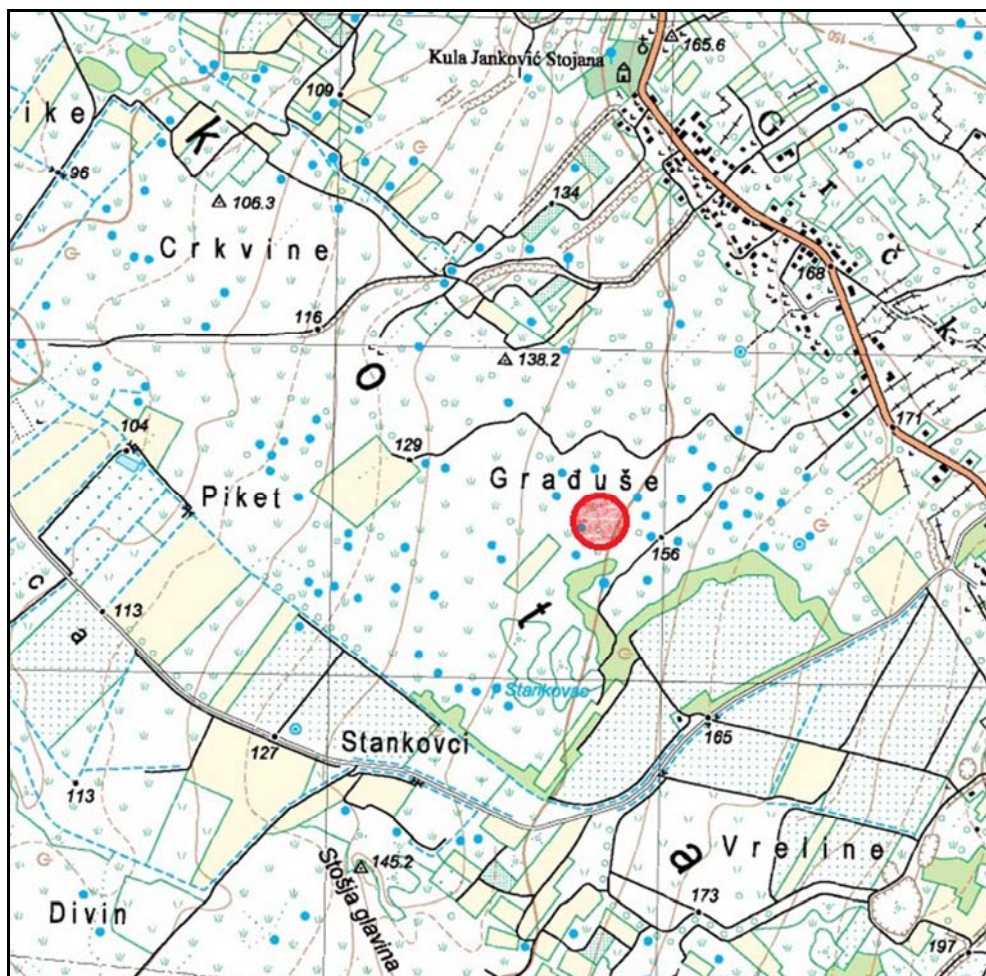 165.6
150
Kula Janković Stojana
109
ike
K
G
r
č
k
96
106.3
134
Crkvine
168
116
138.2
o
171
104
129
Građuše
Piket
156
c
a
113
t
Stankovac
165
Stankovci
127
113
a
Vreline
145.2
Stošja glavina
173
Divin
197